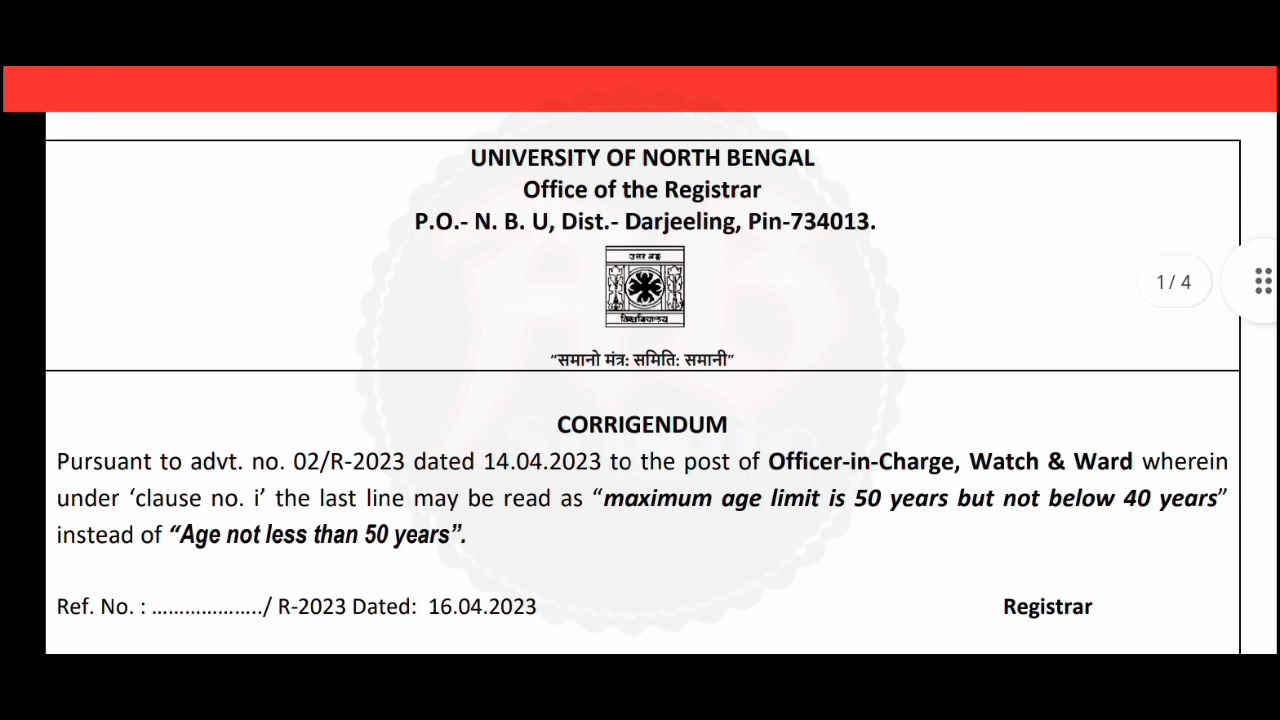 UNIVERSITY OF NORTH BENGAL
Office of the Registrar
P.O.- N. B. U, Dist.- Darjeeling, Pin-734013.
“समानो मंत्र: समिति: समानी”
1 / 4
CORRIGENDUM
Pursuant to advt. no. 02/R-2023 dated 14.04.2023 to the post of Officer-in-Charge, Watch & Ward wherein
under ‘clause no. i’ the last line may be read as “maximum age limit is 50 years but not below 40 years”
instead of “Age not less than 50 years”.
Ref. No. : ………………../ R-2023 Dated: 16.04.2023 Registrar